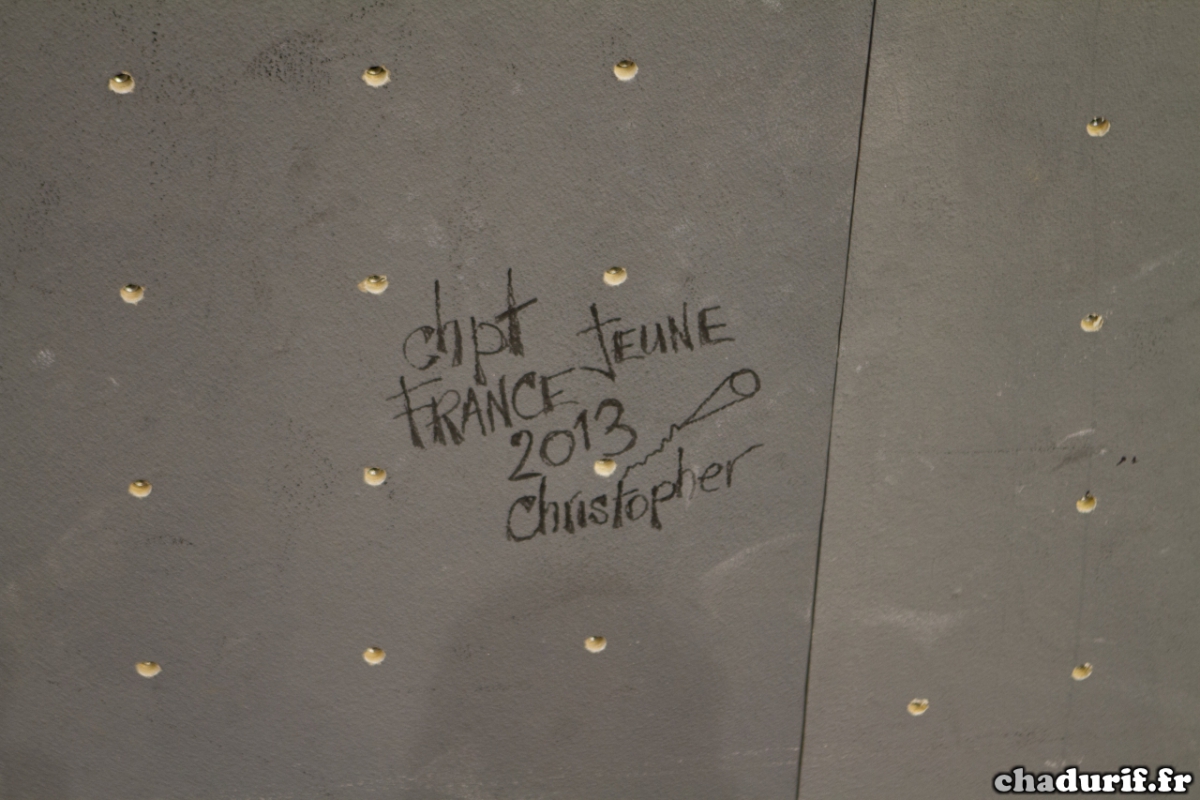 chpt
FRANCE JEUNE
2013
Christopher
chadurif.fr